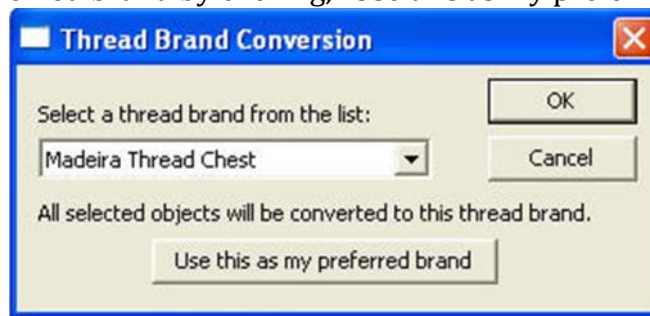 Thread Brand Conversion
Select a thread brand from the list:
OK
Madeira Thread Chest
Cancel
All selected objects will be converted to this thread brand.
Use this as my preferred brand